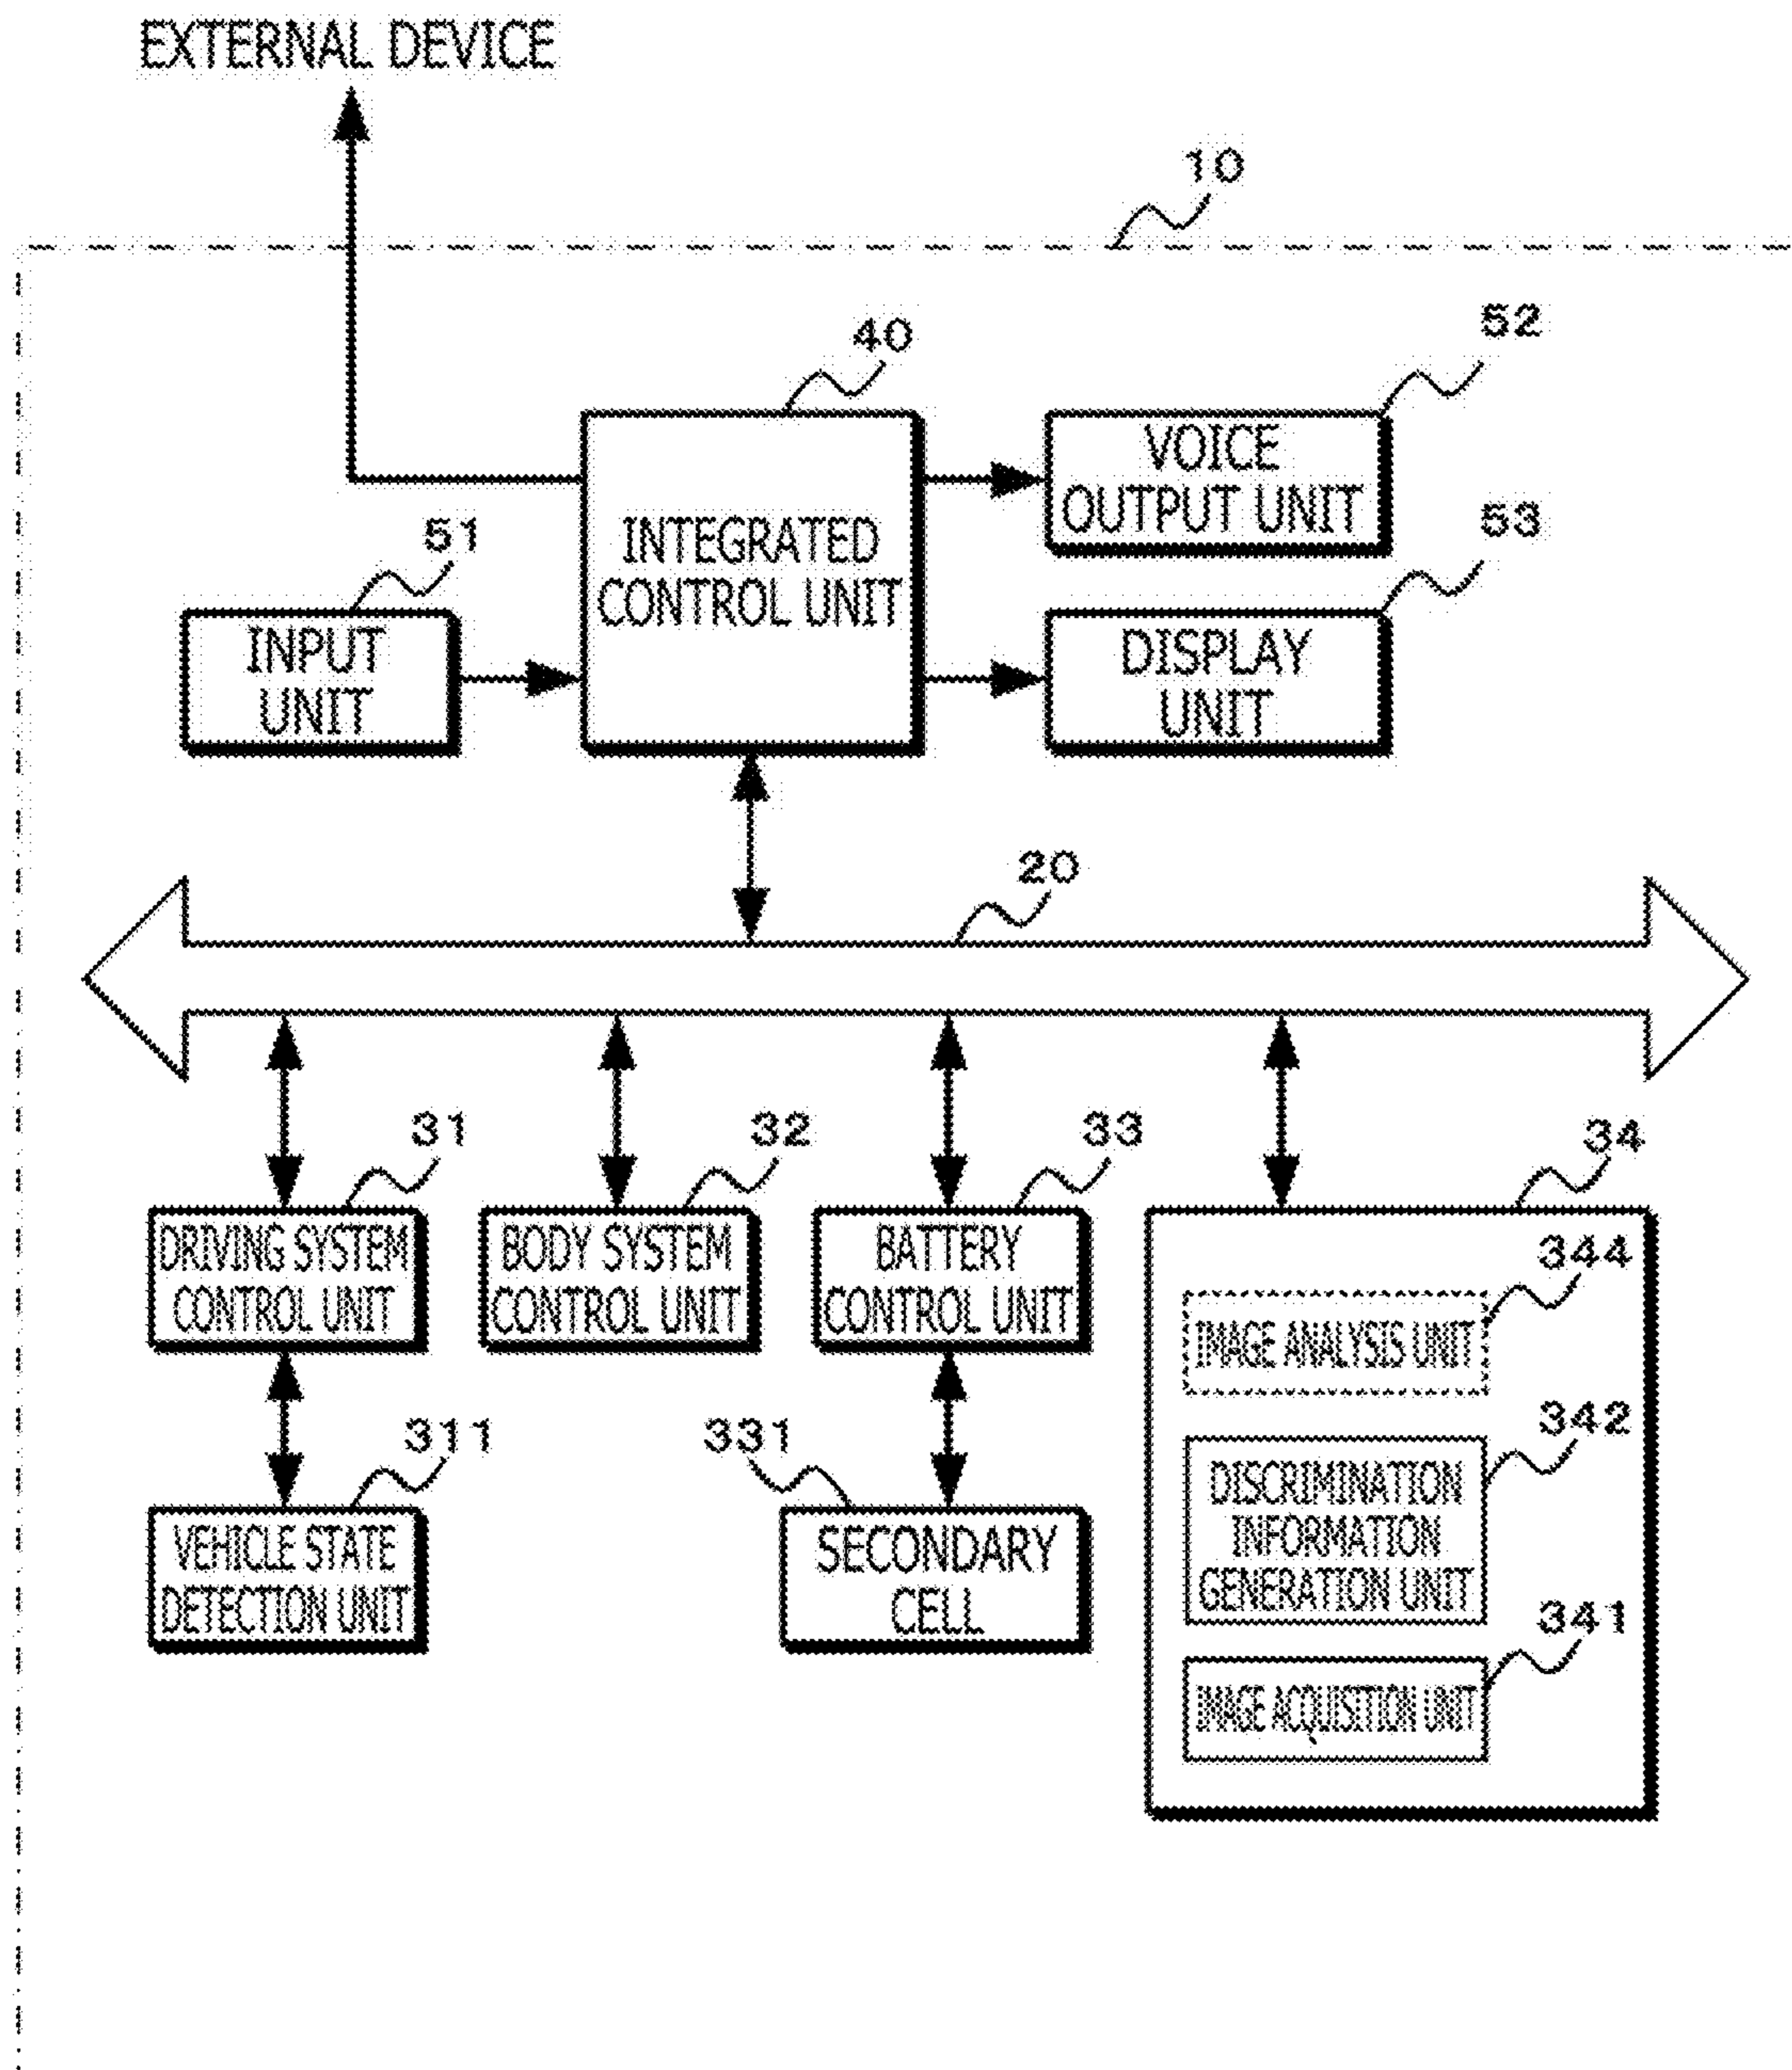 EXTERNAL DEVICE
10
40
52
VOICE
OUTPUT UNIT
51
INTEGRATED
CONTROL UNIT
53
INPUT
UNIT
DISPLAY
UNIT
20
31
32
33
34
DRIVING SYSTEM
CONTROL UNIT
BODY SYSTEM
CONTROL UNIT
BATTERY
CONTROL UNIT
344
IMAGE ANALYSIS UNIT
311
331
342
VEHICLE STATE
DETECTION UNIT
SECONDARY
CELL
DISCRIMINATION
INFORMATION
GENERATION UNIT
341
IMAGE ACQUISITION UNIT